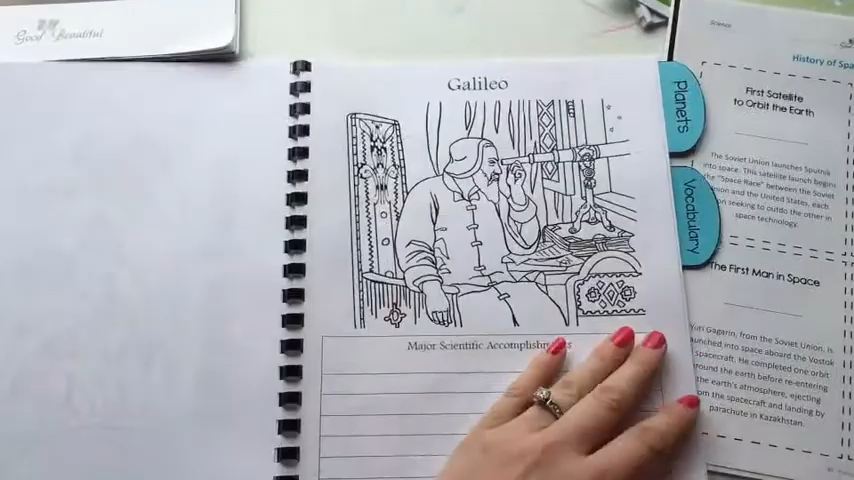 Good & Beautiful
Galileo
Major Scientific
Planets
Vocabulary
Science
History of
First Satellite
to Orbit the Earth
The Soviet Union launches Sputnik
into space. This satellite launch begins
the "Space Race" between the Soviet
Union and the United States, each
on seeking to outdo the other in
space technology.
The First Man in Space
Yuri Gagarin, from the Soviet Union, is
launched into space aboard the Vostok
spacecraft. He completes one orbit
around the earth before re-entering
the earth's atmosphere, ejecting
from the spacecraft and landing by
parachute in Kazakhstan.